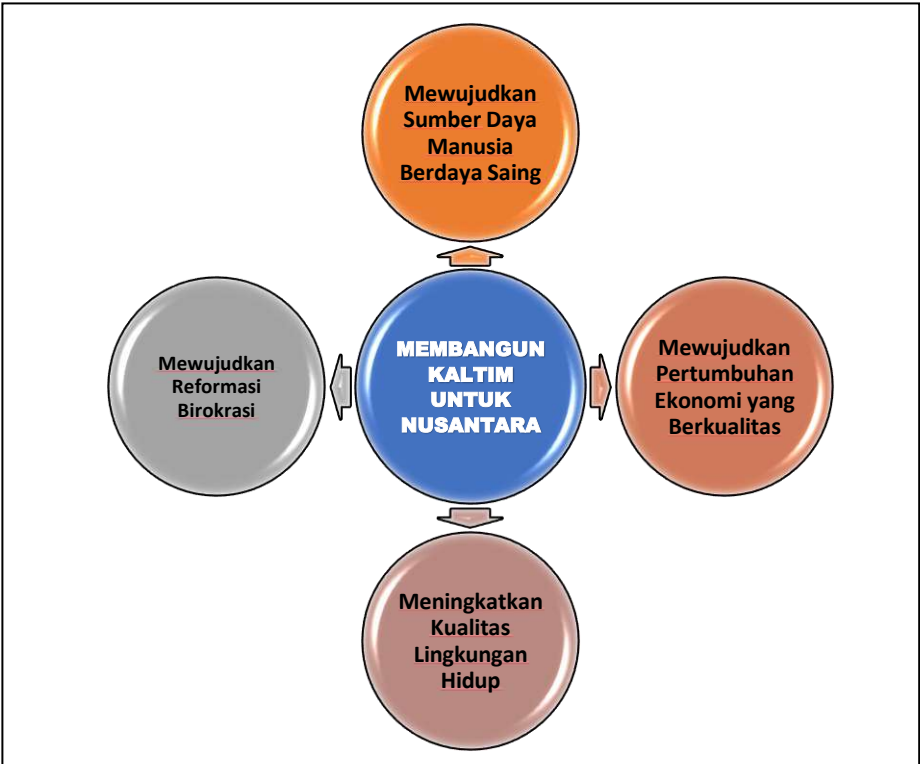 Mewujudkan
Sumber Daya
Manusia
Berdaya Saing
Mewujudkan
Reformasi
Birokrasi
MEMBANGUN
KALTIM
UNTUK
NUSANTARA
Mewujudkan
Pertumbuhan
Ekonomi yang
Berkualitas
Meningkatkan
Kualitas
Lingkungan
Hidup